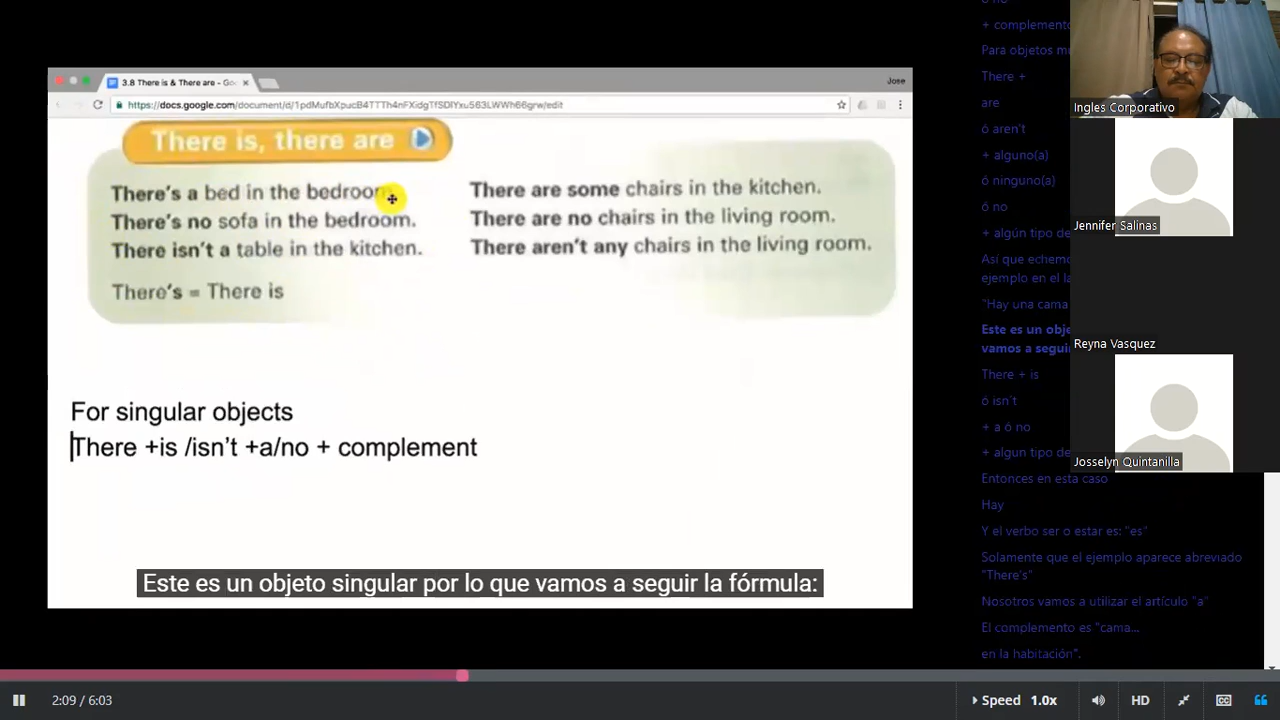 3.8 There is & There are - Go
Jose
https://docs.google.com/document/d/1pdMufbXpucB4TTTh4nFXidgTfSDIYxu563LWWh66grw/edit
There is, there are
There's a bed in the bedroom
There's no sofa in the bedroom.
There isn't a table in the kitchen.
There's = There is
There are some chairs in the kitchen.
There are no chairs in the living room.
There aren't any chairs in the living room.
For singular objects
There +is /isn't +a/no + complement
Este es un objeto singular por lo que vamos a seguir la fórmula:
+ complemento
Para objetos
There +
are
ó aren't
+ alguno(a)
ó ninguno(a)
ó no
+ algún tipo de
Así que echemo
ejemplo en el la
"Hay una cama
Este es un obje
vamos a seguir
There + is
ó isn't
+ a ó no
+ algun tipo de
Entonces en esta caso
Hay
Y el verbo ser o estar es: "es"
Solamente que el ejemplo aparece abreviado
"There's"
Nosotros vamos a utilizar el artículo "a"
El complemento es "cama...
en la habitación".
Ingles Corporativo
Jennifer Salinas
Reyna Vasquez
Josselyn Quintanilla
2:09 / 6:03
Speed 1.0x
HD
CC